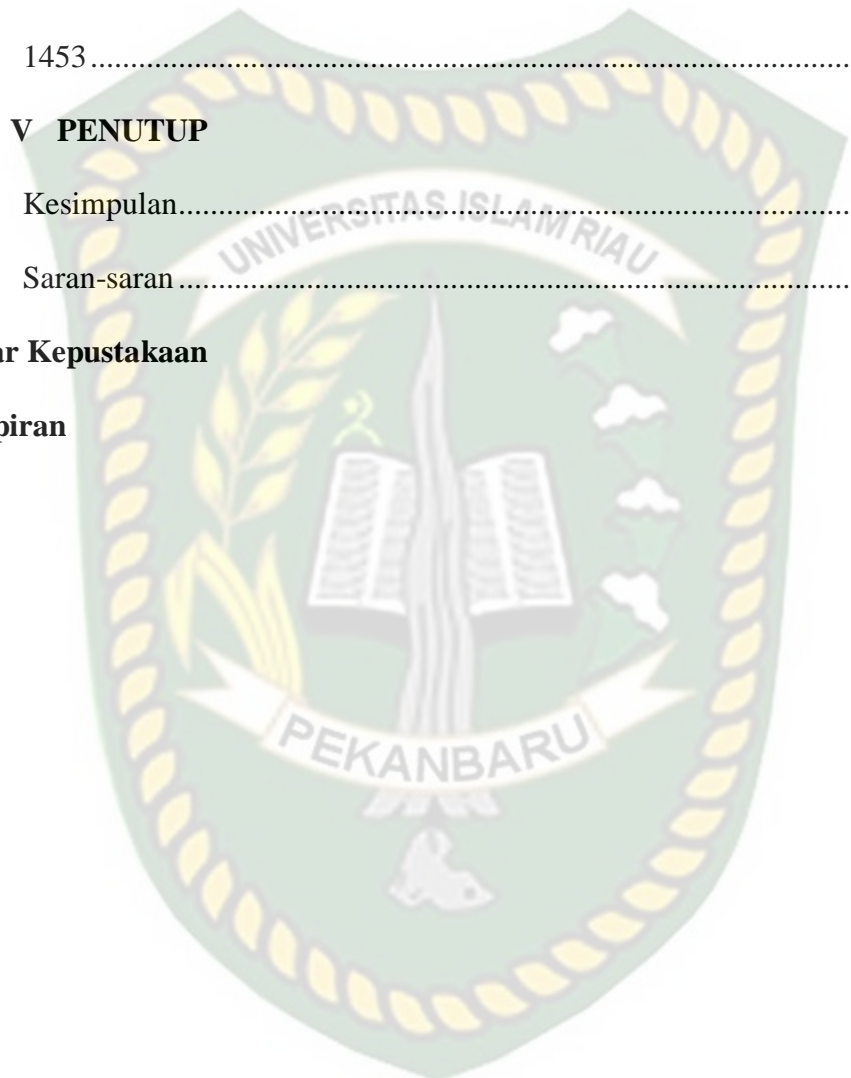 1453..........................................................................................
V PENUTUP
Kesimpulan...............................................................................
UNIVERSITAS ISLAM RIAU
Saran-saran...............................................................................
ar Kepustakaan
piran
PEKANBARU